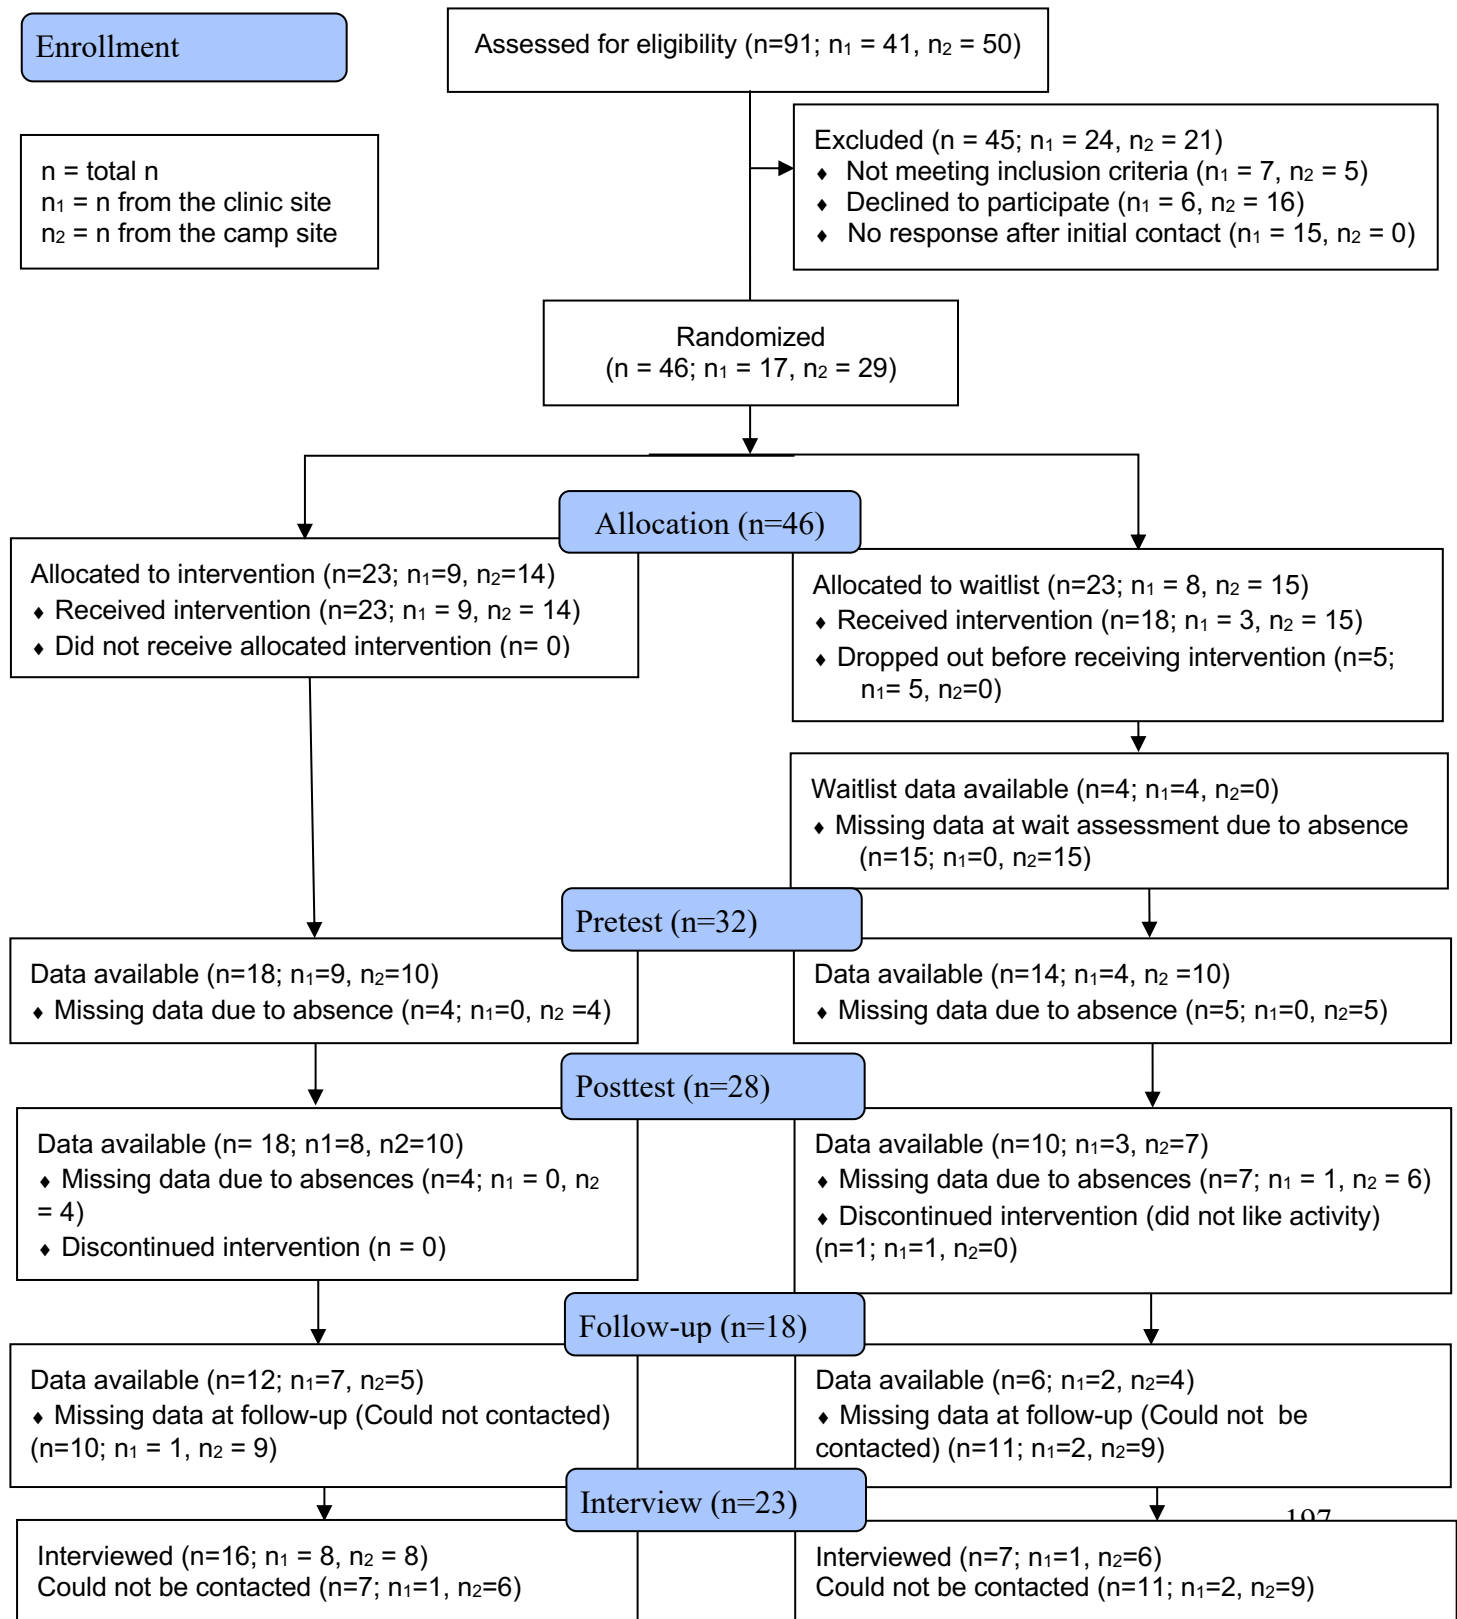 Enrollment
Assessed for eligibility (n=91; n₁ = 41, n₂ = 50)
n = total n
n₁ = n from the clinic site
n₂ = n from the camp site
Excluded (n = 45; n₁ = 24, n₂ = 21)
♦ Not meeting inclusion criteria (n₁ = 7, n₂ = 5)
♦ Declined to participate (n₁ = 6, n₂ = 16)
♦ No response after initial contact (n₁ = 15, n₂ = 0)
Randomized
(n = 46; n₁ = 17, n₂ = 29)
Allocation (n=46)
Allocated to intervention (n=23; n₁=9, n₂=14)
♦ Received intervention (n=23; n₁ = 9, n₂ = 14)
♦ Did not receive allocated intervention (n= 0)
Allocated to waitlist (n=23; n₁ = 8, n₂ = 15)
♦ Received intervention (n=18; n₁ = 3, n₂ = 15)
♦ Dropped out before receiving intervention (n=5;
n₁= 5, n₂=0)
Waitlist data available (n=4; n₁=4, n₂=0)
♦ Missing data at wait assessment due to absence
(n=15; n₁=0, n₂=15)
Pretest (n=32)
Data available (n=18; n₁=9, n₂=10)
♦ Missing data due to absence (n=4; n₁=0, n₂ =4)
Data available (n=14; n₁=4, n₂ =10)
♦ Missing data due to absence (n=5; n₁=0, n₂=5)
Posttest (n=28)
Data available (n= 18; n1=8, n2=10)
♦ Missing data due to absences (n=4; n₁ = 0, n₂
= 4)
♦ Discontinued intervention (n = 0)
Data available (n=10; n₁=3, n₂=7)
♦ Missing data due to absences (n=7; n₁ = 1, n₂ = 6)
♦ Discontinued intervention (did not like activity)
(n=1; n₁=1, n₂=0)
Follow-up (n=18)
Data available (n=12; n₁=7, n₂=5)
♦ Missing data at follow-up (Could not contacted)
(n=10; n₁ = 1, n₂ = 9)
Data available (n=6; n₁=2, n₂=4)
♦ Missing data at follow-up (Could not be
contacted) (n=11; n₁=2, n₂=9)
Interview (n=23)
197
Interviewed (n=16; n₁ = 8, n₂ = 8)
Could not be contacted (n=7; n₁=1, n₂=6)
Interviewed (n=7; n₁=1, n₂=6)
Could not be contacted (n=11; n₁=2, n₂=9)